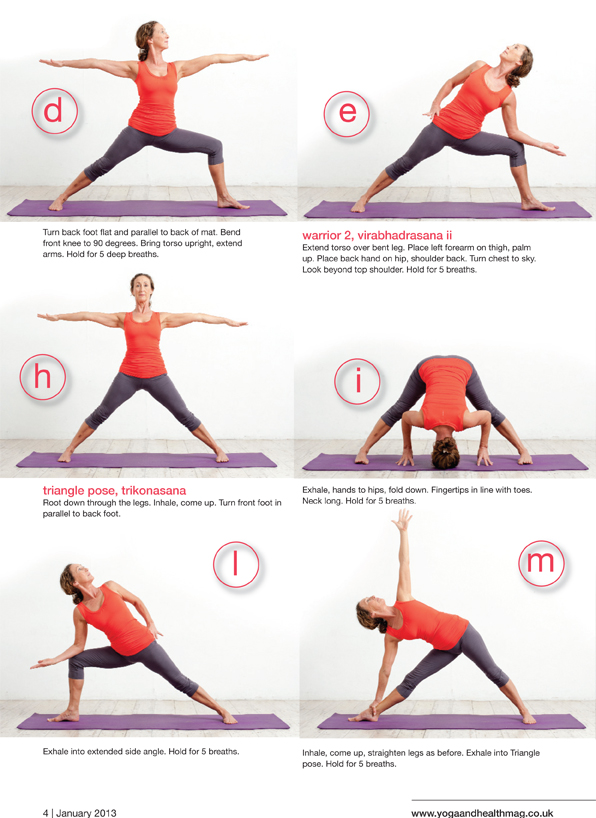 d
Turn back foot flat and parallel to back of mat. Bend
front knee to 90 degrees. Bring torso upright, extend
arms. Hold for 5 deep breaths.
e
warrior 2, virabhadrasana ii
Extend torso over bent leg. Place left forearm on thigh, palm
up. Place back hand on hip, shoulder back. Turn chest to sky.
Look beyond top shoulder. Hold for 5 breaths.
h
triangle pose, trikonasana
Root down through the legs. Inhale, come up. Turn front foot in
parallel to back foot.
i
Exhale, hands to hips, fold down. Fingertips in line with toes.
Neck long. Hold for 5 breaths.
l
Exhale into extended side angle. Hold for 5 breaths.
m
Inhale, come up, straighten legs as before. Exhale into Triangle
pose. Hold for 5 breaths.
4 | January 2013
www.yogaandhealthmag.co.uk